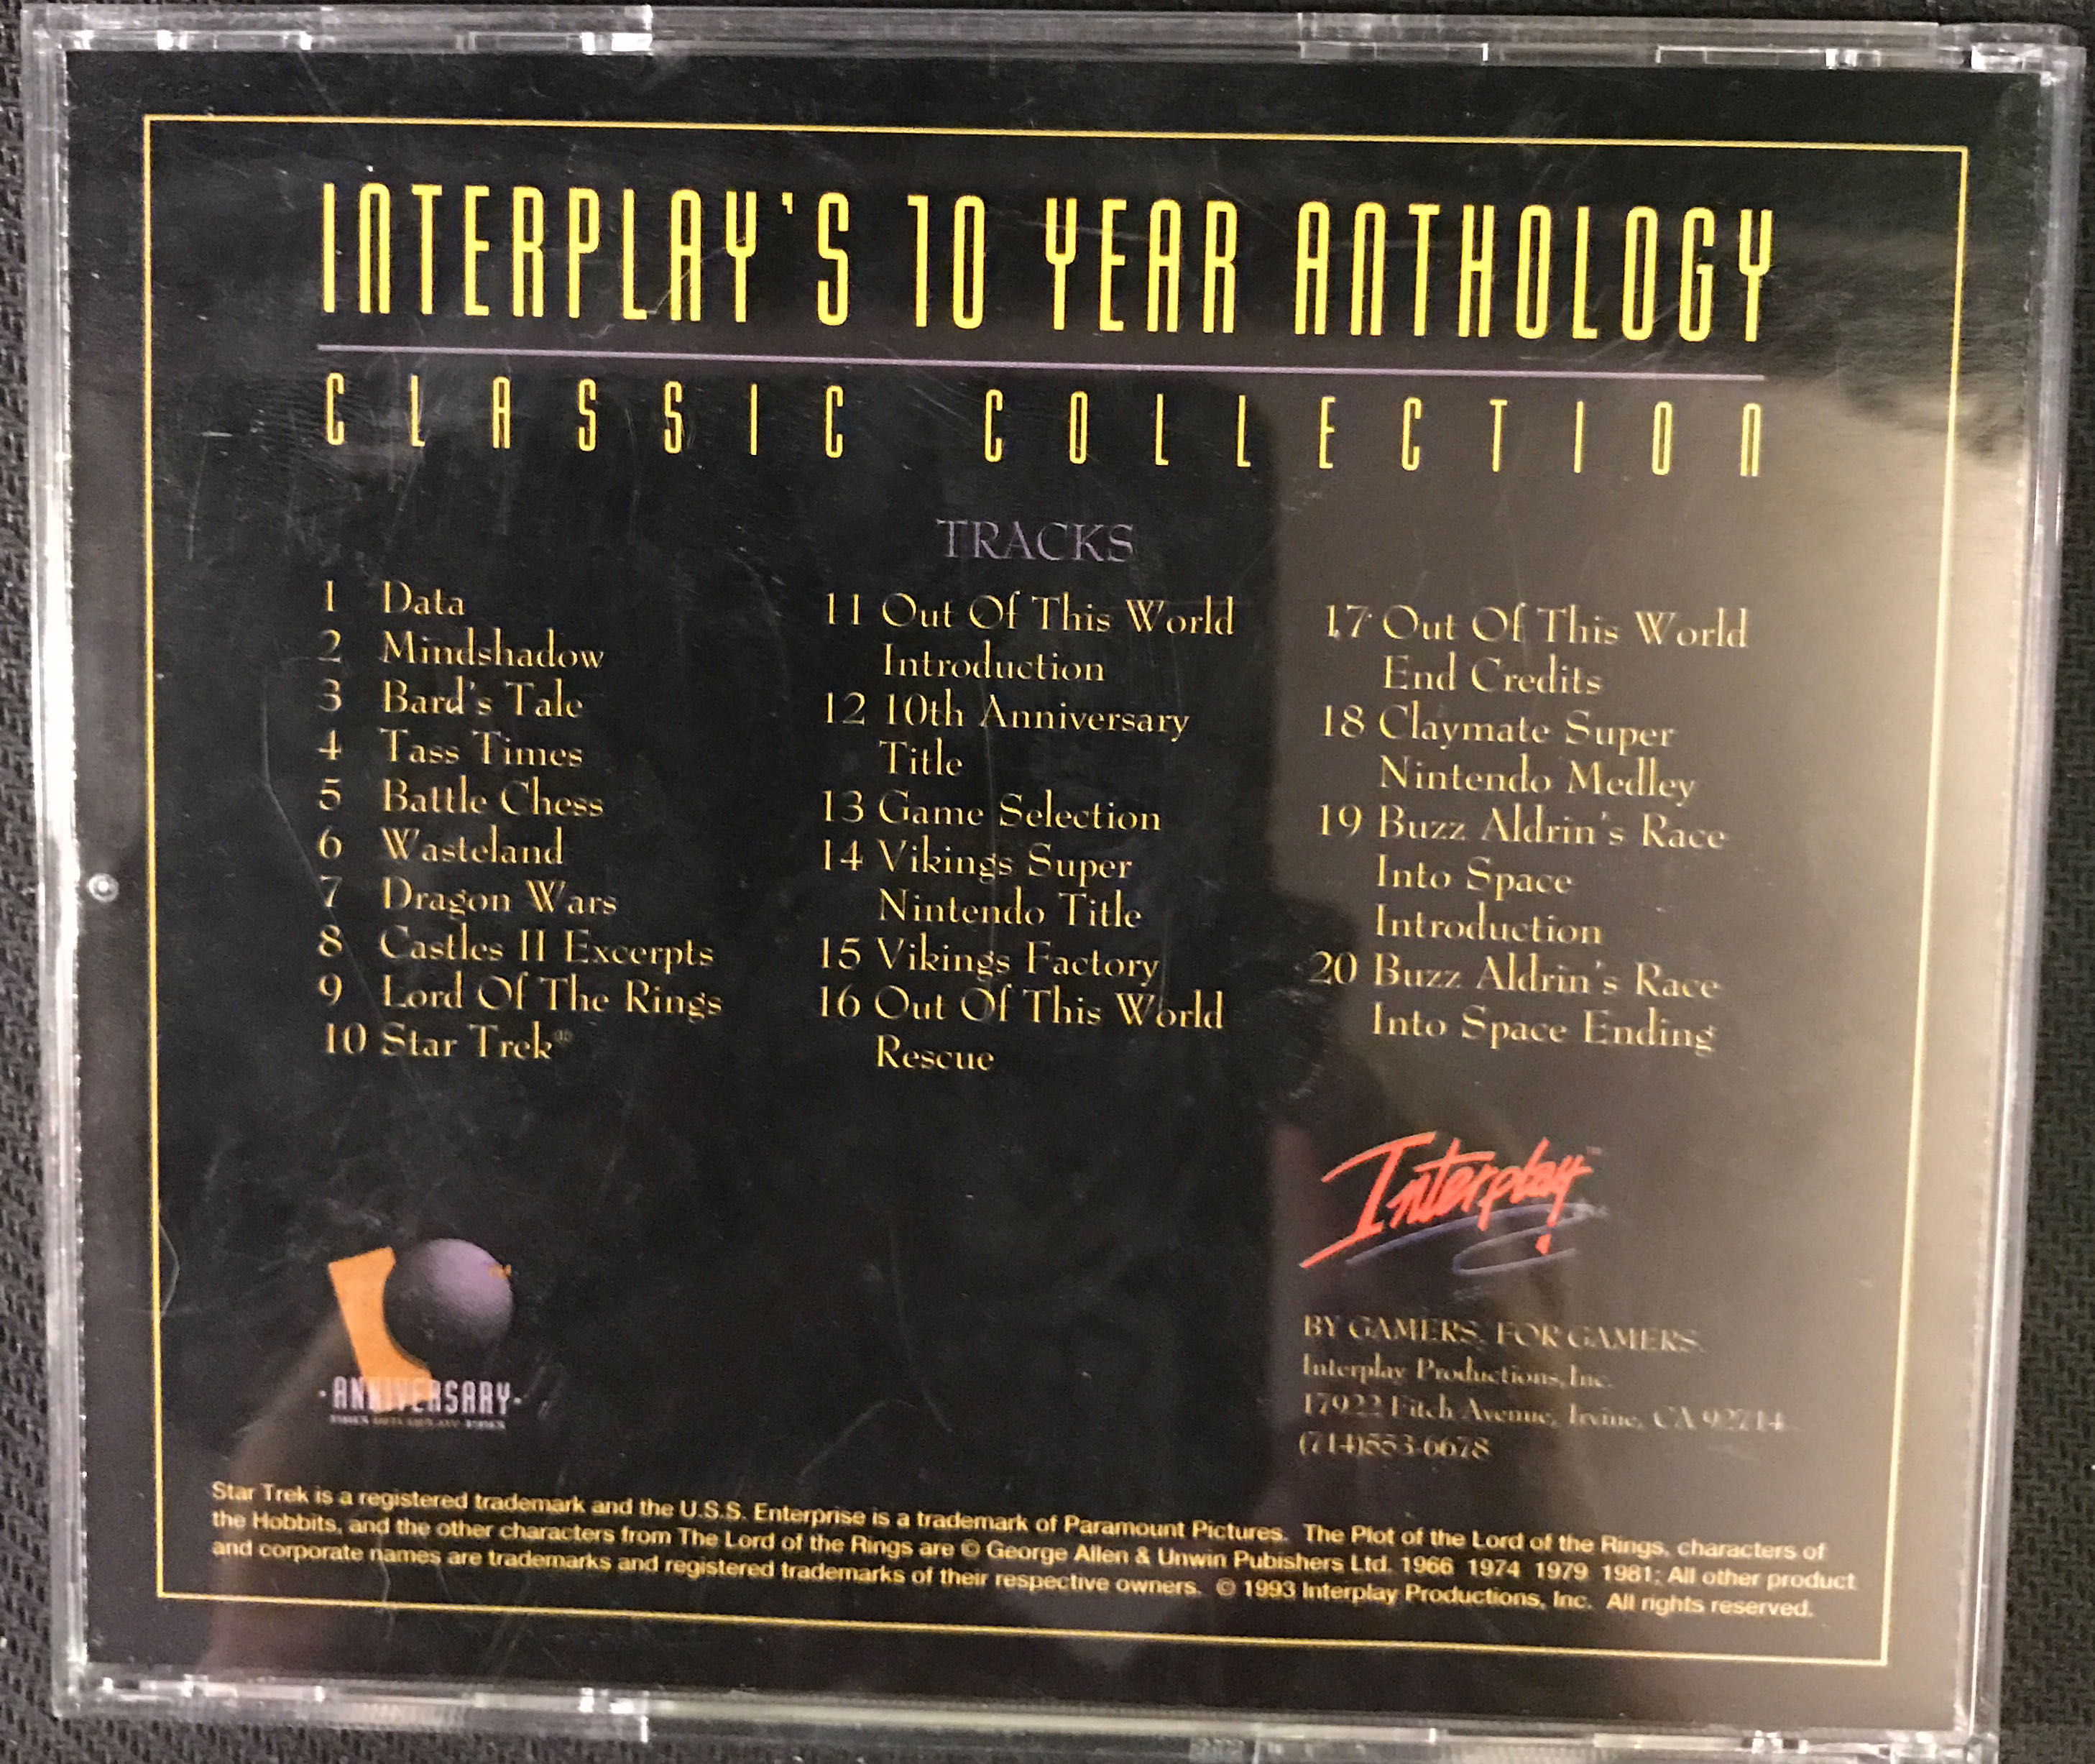 INTERPLAY'S 10 YEAR ANTHOLOGY
CLASSIC COLLECTION
TRACKS
1 Data
2 Mindshadow
3 Bard's Tale
4 Tass Times
5 Battle Chess
6 Wasteland
7 Dragon Wars
8 Castles II Excerpts
9 Lord Of The Rings
10 Star Trek®
11 Out Of This World
Introduction
12 10th Anniversary
Title
13 Game Selection
14 Vikings Super
Nintendo Title
15 Vikings Factory
16 Out Of This World
Rescue
17 Out Of This World
End Credits
18 Claymate Super
Nintendo Medley
19 Buzz Aldrin's Race
Into Space
Introduction
20 Buzz Aldrin's Race
Into Space Ending
Interplay™
BY GAMERS. FOR GAMERS.
Interplay Productions, Inc.
17922 Fitch Avenue, Irvine, CA 92714
(714)553-6678
1
·ANNIVERSARY·
Star Trek is a registered trademark and the U.S.S. Enterprise is a trademark of Paramount Pictures. The Plot of the Lord of the Rings, characters of
the Hobbits, and the other characters from The Lord of the Rings are © George Allen & Unwin Pubishers Ltd. 1966 1974 1979 1981; All other product
and corporate names are trademarks and registered trademarks of their respective owners. © 1993 Interplay Productions, Inc. All rights reserved.